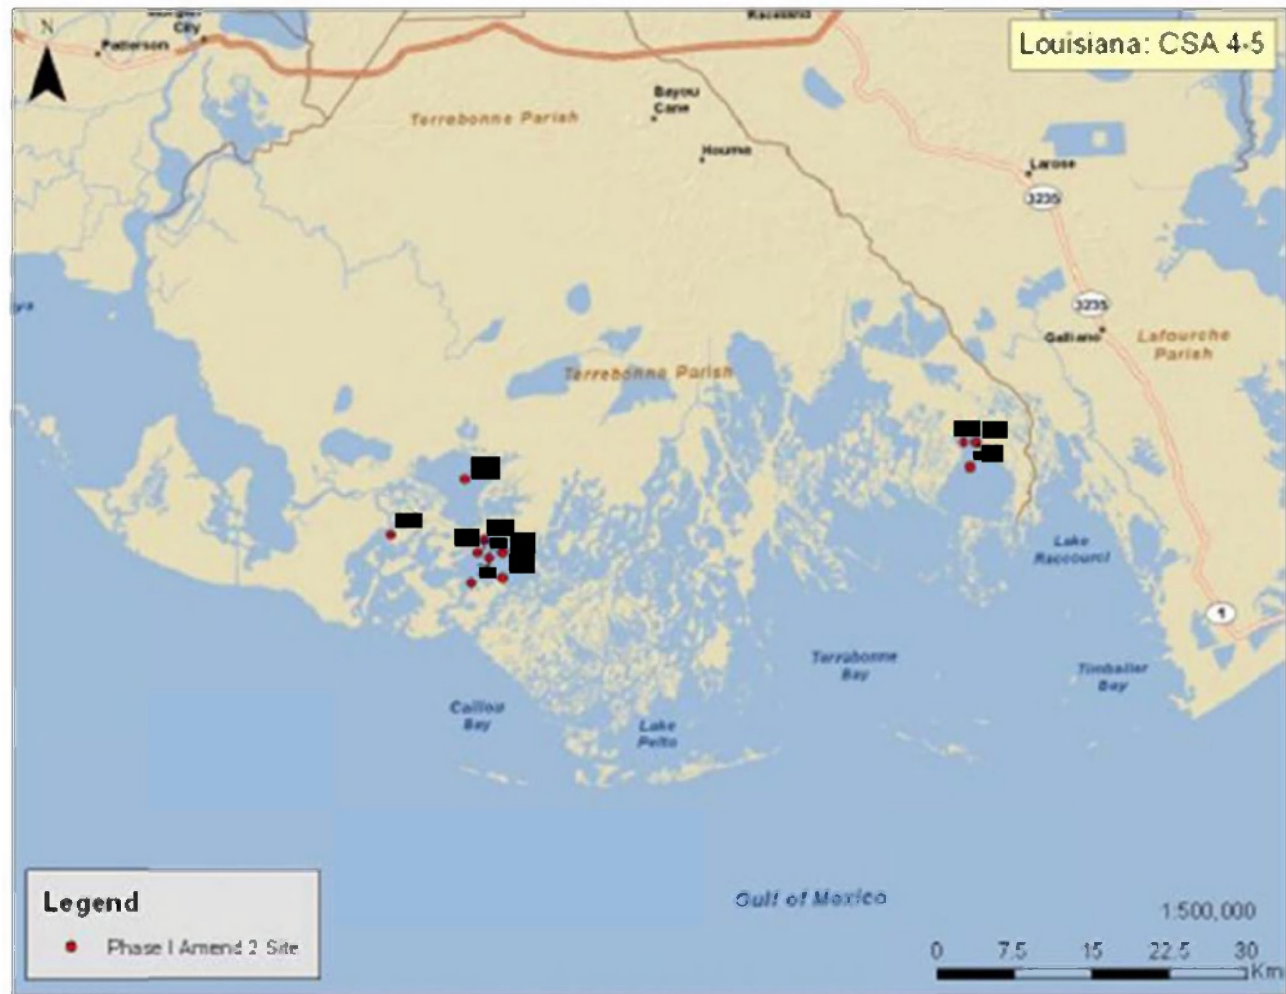 N
City
Patterson
Raceland
Louisiana: CSA 4-5
Bayou
Cane
Terrebonne Parish
Houma
Larose
3235
3235
Galliano
Lafourche
Parish
Terrebonne Parish
Lake
Raccourci
1
Terrebonne
Bay
Timbalier
Bay
Caillou
Bay
Lake
Pelto
Gulf of Mexico
Legend
Phase I Amend 2 Site
1:500,000
0 7.5 15 22.5 30
Km